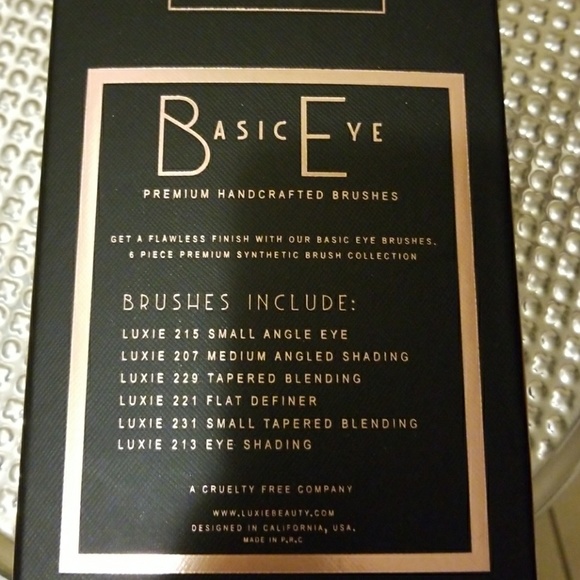 BASIC EYE
PREMIUM HANDCRAFTED BRUSHES
GET A FLAWLESS FINISH WITH OUR BASIC EYE BRUSHES.
6 PIECE PREMIUM SYNTHETIC BRUSH COLLECTION
BRUSHES INCLUDE:
LUXIE 215 SMALL ANGLE EYE
LUXIE 207 MEDIUM ANGLED SHADING
LUXIE 229 TAPERED BLENDING
LUXIE 221 FLAT DEFINER
LUXIE 231 SMALL TAPERED BLENDING
LUXIE 213 EYE SHADING
A CRUELTY FREE COMPANY
WWW.LUXIEBEAUTY.COM
DESIGNED IN CALIFORNIA, USA.
MADE IN P.R.C